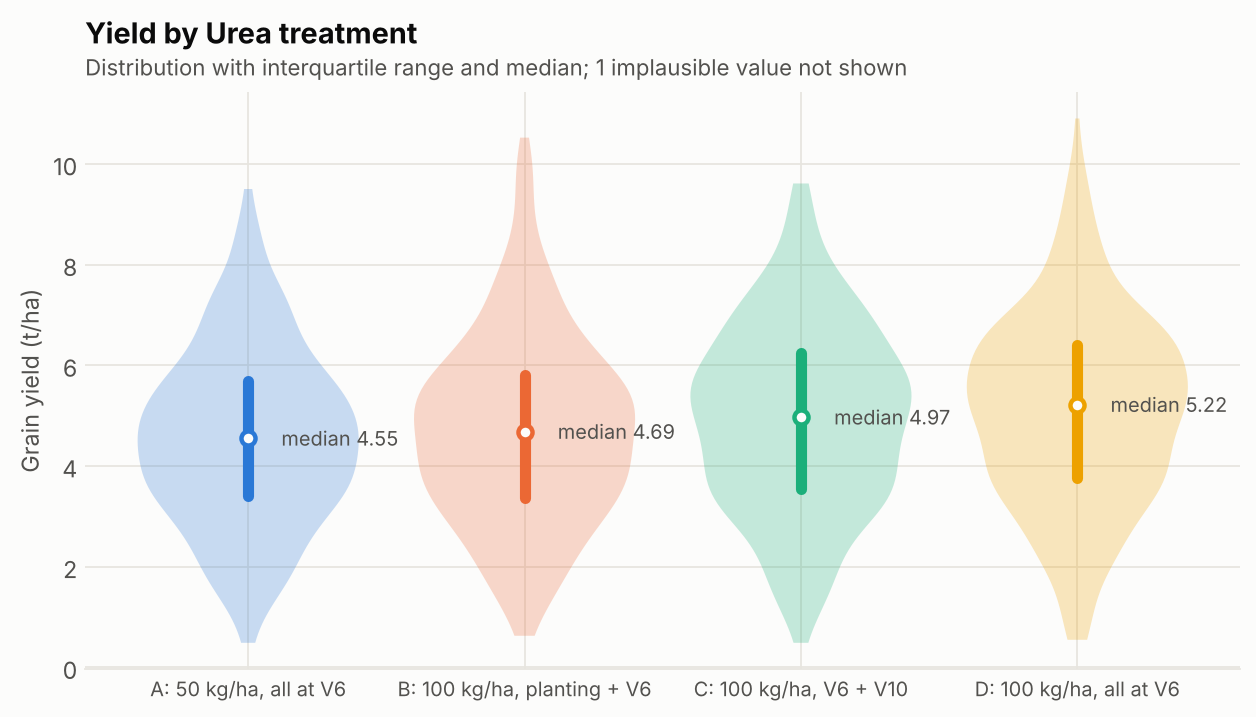 Yield by Urea treatment
Distribution with interquartile range and median; 1 implausible value not shown
Grain yield (t/ha)
10
8
6
4
2
0
median 4.55
median 4.69
median 4.97
median 5.22
A: 50 kg/ha, all at V6
B: 100 kg/ha, planting + V6
C: 100 kg/ha, V6 + V10
D: 100 kg/ha, all at V6